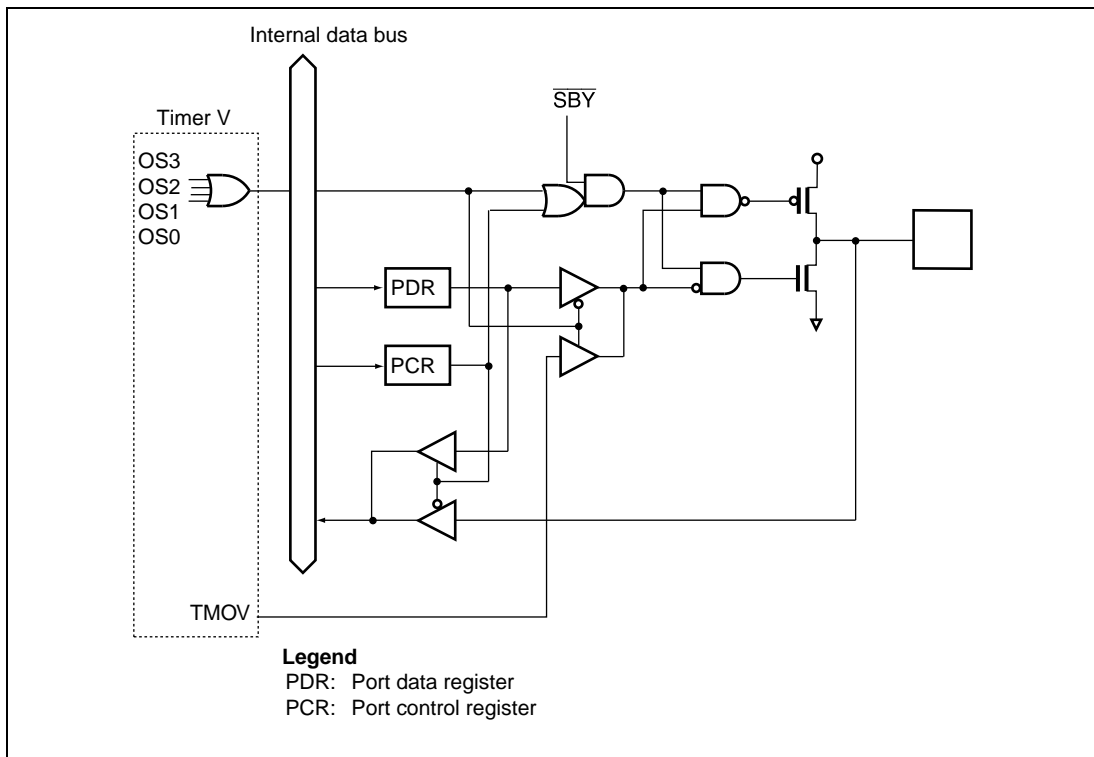 Internal data bus
Timer V
SBY
OS3
OS2
OS1
OS0
PDR
PCR
TMOV
Legend
PDR: Port data register
PCR: Port control register